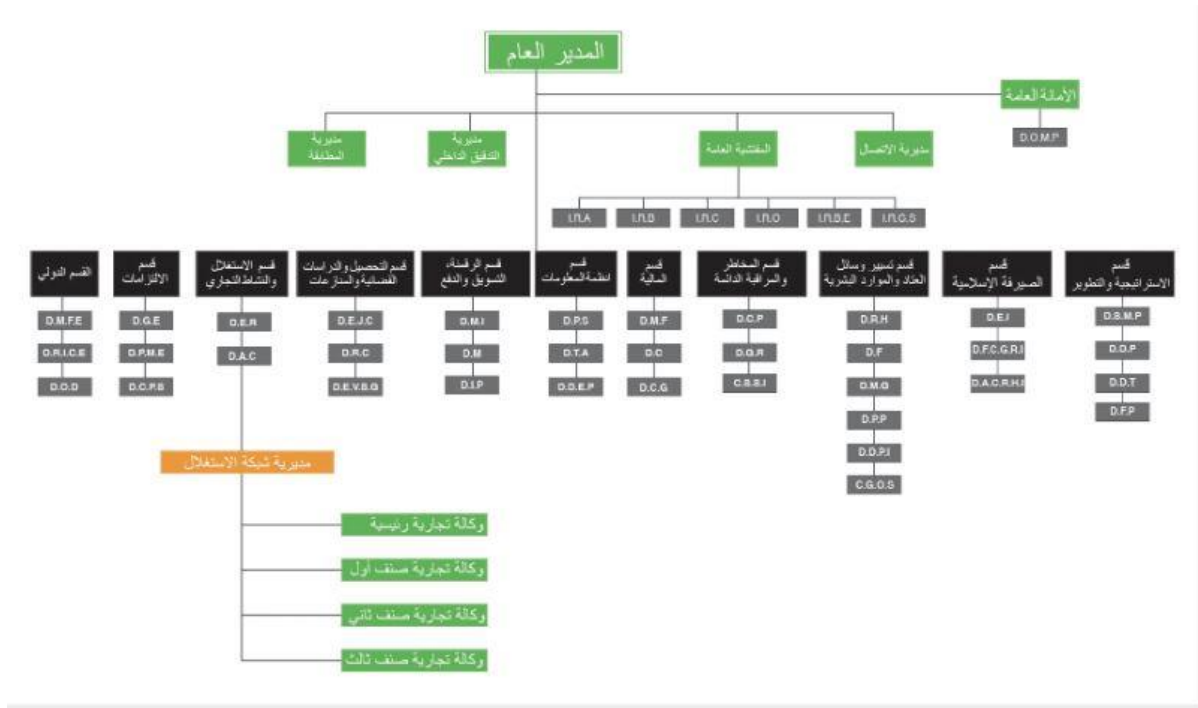 المدير العام
الأمانة العامة
D.O.M.P
مديرية الاتصال
المفتشية العامة
مديرية
التدقيق الداخلي
مديرية
المطابقة
I.Π.G.S
I.Π.B.E
I.Π.O
I.Π.C
I.Π.B
I.Π.A
قسم
الاستراتيجية والتطوير
D.S.M.P
D.D.P
D.D.T
D.F.P
قسم
الصيرفة الإسلامية
D.E.I
D.F.C.G.R.I
D.A.C.R.H.I
قسم تسيير وسائل
العتاد والموارد البشرية
D.R.H
D.F
D.M.G
D.P.P
D.D.P.I
C.G.O.S
قسم المخاطر
والمراقبة الدائمة
D.C.P
D.G.R
C.S.S.I
قسم
المالية
D.M.F
D.C
D.C.G
قسم
انظمة المعلومات
D.P.S
D.T.A
D.D.E.P
قسم الرقمنة،
التسويق والدفع
D.M.I
D.M
D.I.P
قسم التحصيل والدراسات
القضائية والمنازعات
D.E.J.C
D.R.C
D.E.V.B.G
قسم الاستغلال
والنشاط التجاري
D.E.R
D.A.C
قسم
الالتزامات
D.G.E
D.P.M.E
D.C.P.S
القسم الدولي
D.M.F.E
D.R.I.C.E
D.O.D
مديرية شبكة الاستغلال
وكالة تجارية رئيسية
وكالة تجارية صنف أول
وكالة تجارية صنف ثاني
وكالة تجارية صنف ثالث